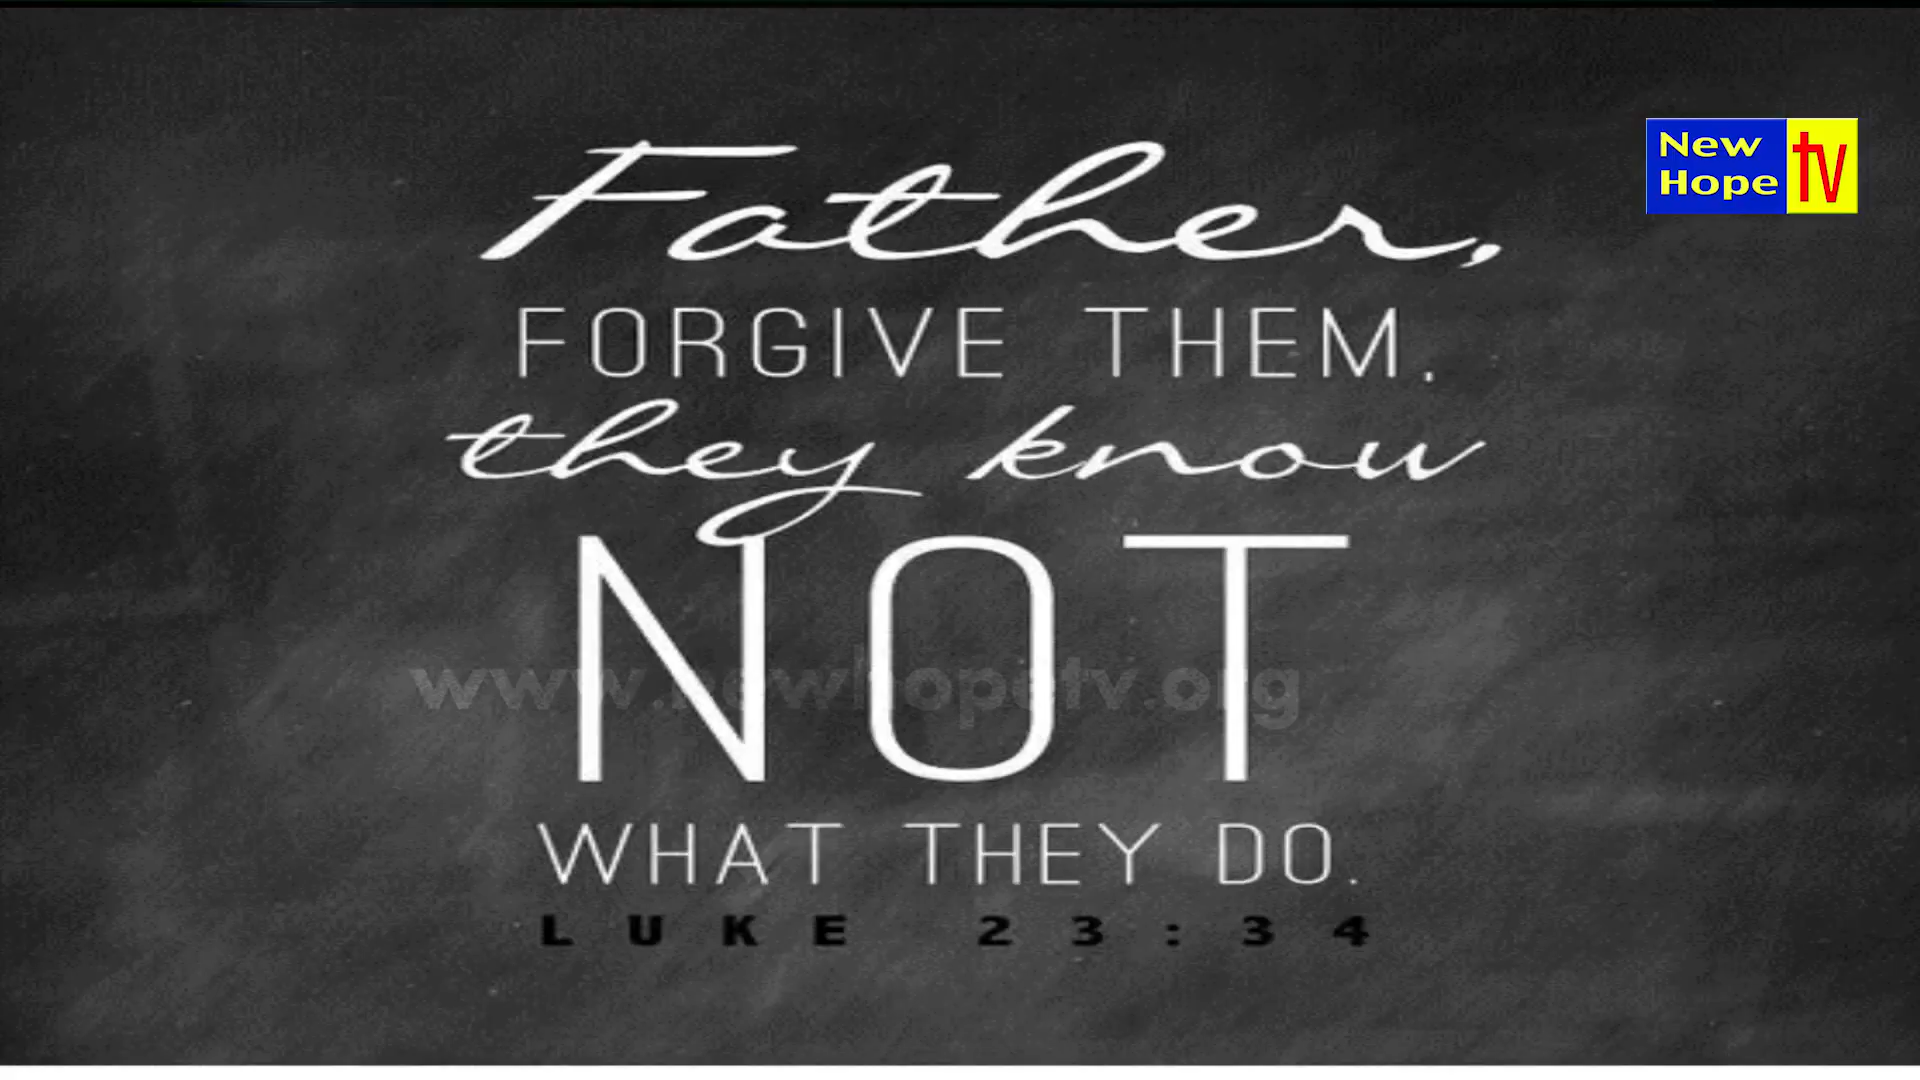 New
Hope tv
Father,
FORGIVE THEM.
they know
NOT
www.newhopetv.org
WHAT THEY DO.
LUKE 23:34